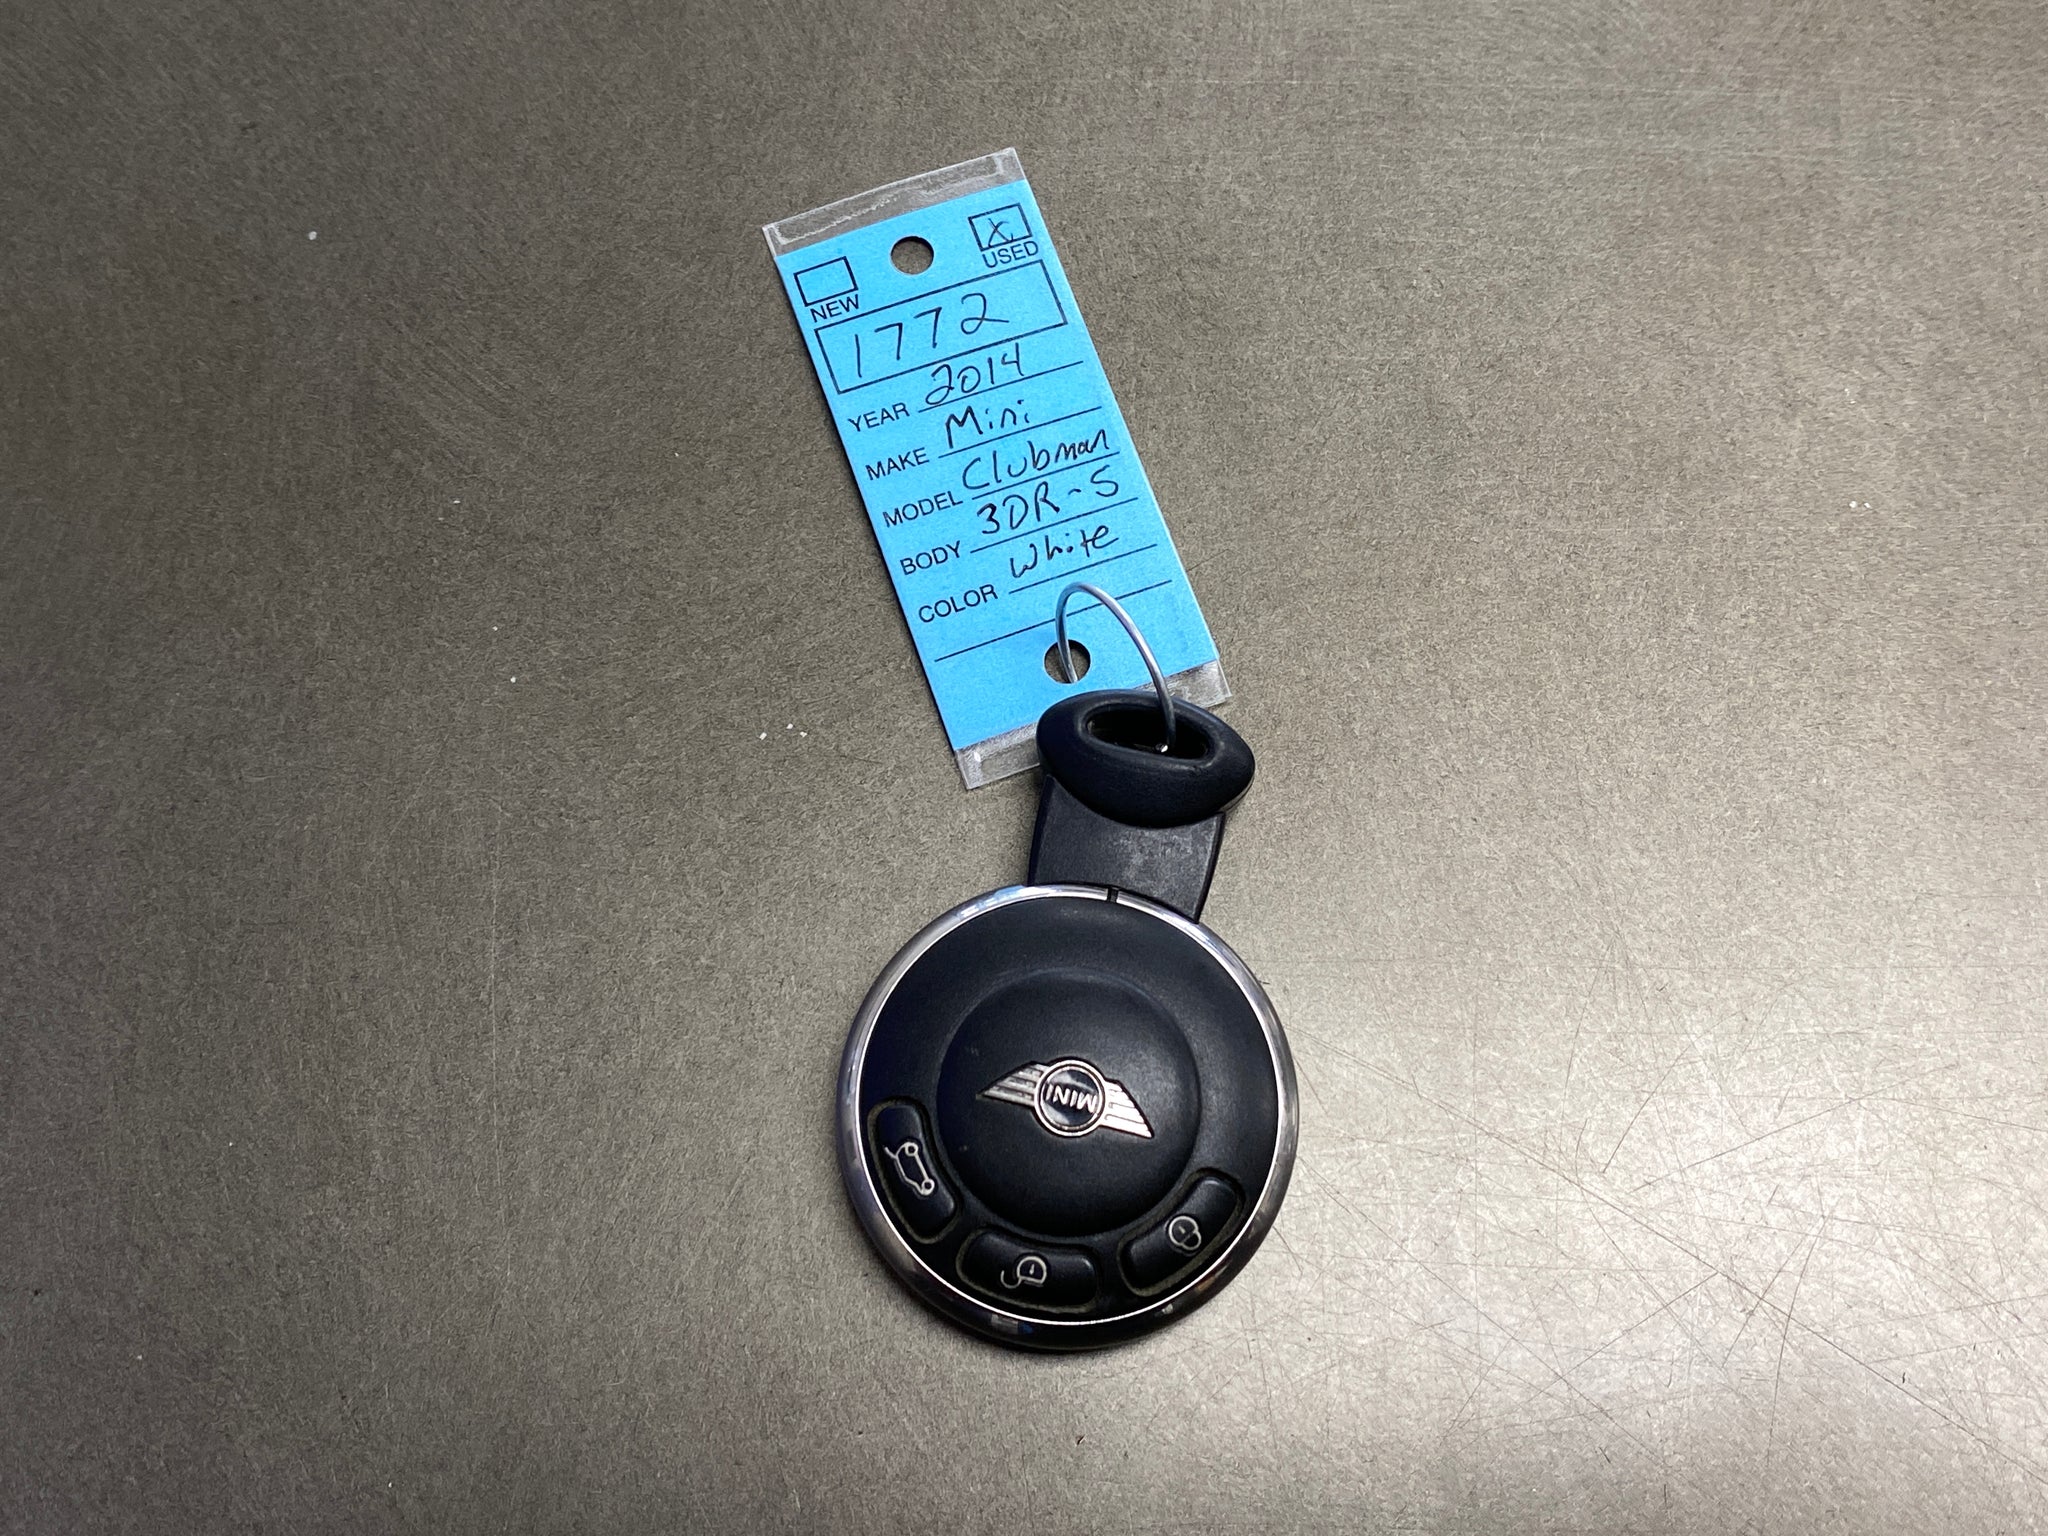 NEW
USED
1772
YEAR 2014
MAKE Mini
MODEL Clubman
BODY 3DR-S
COLOR White
MINI